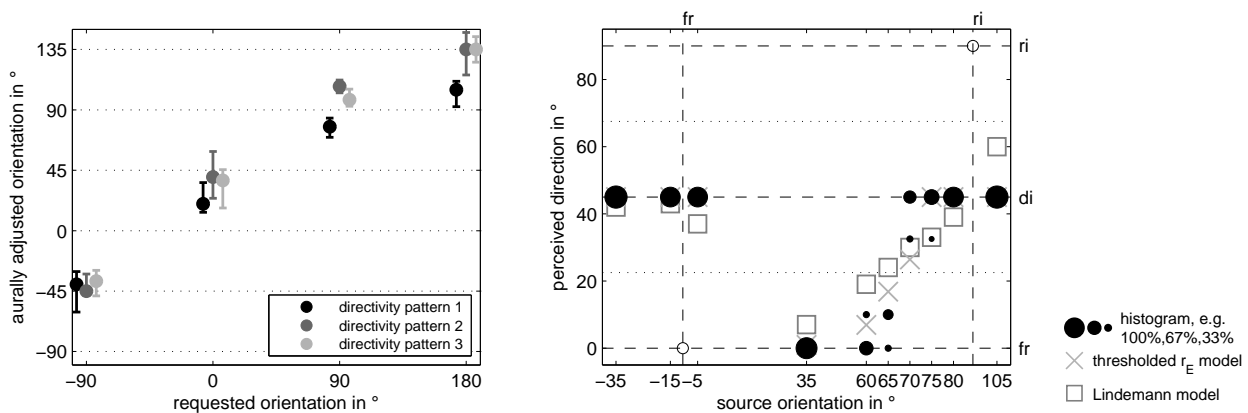 135
90
45
0
−45
−90
−90 0 90 180
aurally adjusted orientation in °
requested orientation in °
directivity pattern 1
directivity pattern 2
directivity pattern 3
fr ri
80
60
40
20
0
perceived direction in °
ri
di
fr
−35 −15 −5 35 60 65 70 75 80 105
source orientation in °
histogram, e.g.
100%,67%,33%
thresholded rE model
Lindemann model